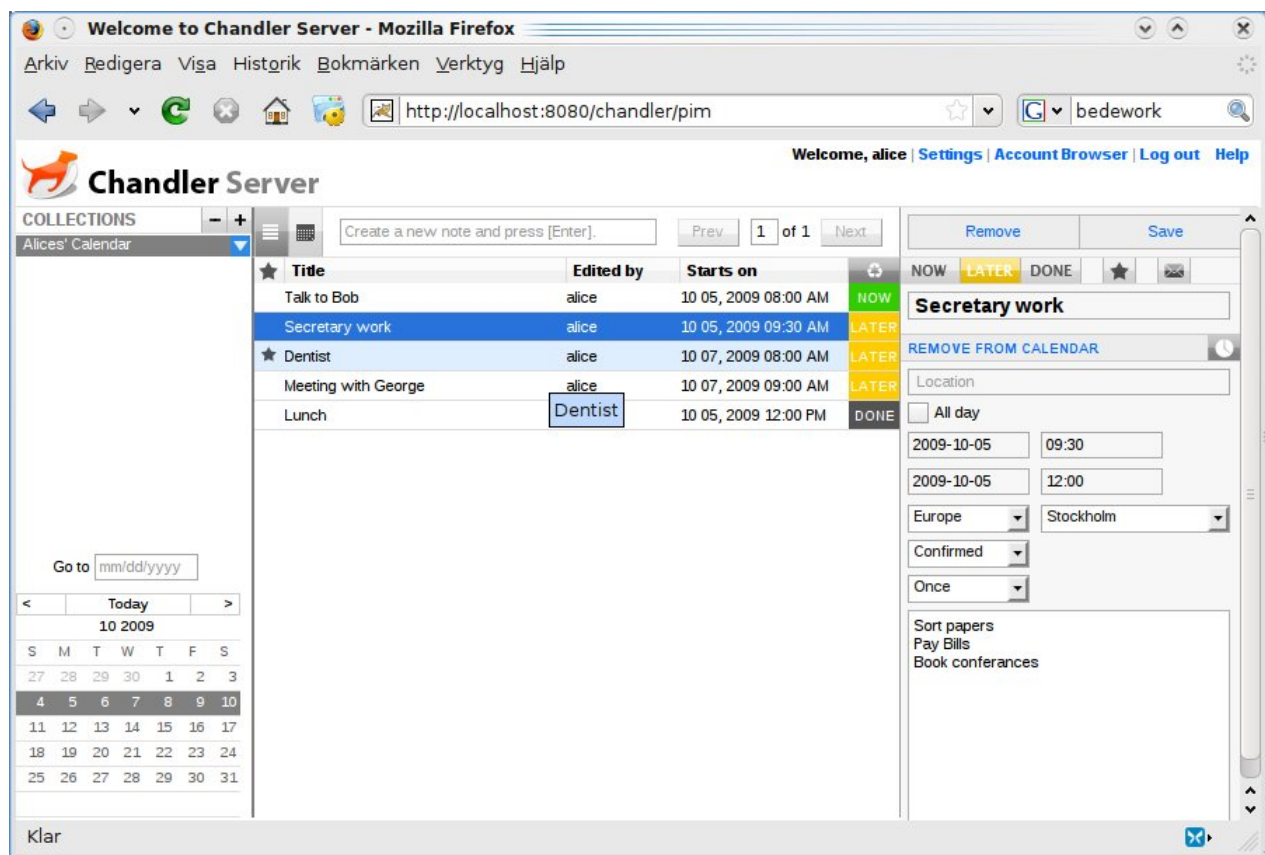 Welcome to Chandler Server - Mozilla Firefox
Arkiv Redigera Visa Historik Bokmärken Verktyg Hjälp
http://localhost:8080/chandler/pim G bedework
Welcome, alice | Settings | Account Browser | Log out Help
Chandler Server
COLLECTIONS - +
Alices' Calendar
Create a new note and press [Enter]. Prev 1 of 1 Next
Title Edited by Starts on
Talk to Bob alice 10 05, 2009 08:00 AM NOW
Secretary work alice 10 05, 2009 09:30 AM LATER
Dentist alice 10 07, 2009 08:00 AM LATER
Meeting with George alice 10 07, 2009 09:00 AM LATER
Dentist
Lunch 10 05, 2009 12:00 PM DONE
Remove Save
NOW LATER DONE
Secretary work
REMOVE FROM CALENDAR
Location
All day
2009-10-05 09:30
2009-10-05 12:00
Europe Stockholm
Confirmed
Once
Sort papers
Pay Bills
Book conferances
Go to mm/dd/yyyy
< Today >
10 2009
S M T W T F S
27 28 29 30 1 2 3
4 5 6 7 8 9 10
11 12 13 14 15 16 17
18 19 20 21 22 23 24
25 26 27 28 29 30 31
Klar